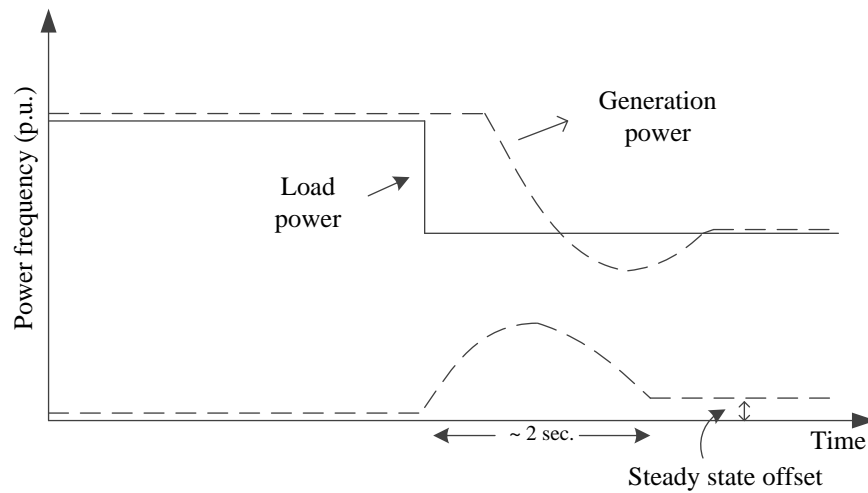 Power frequency (p.u.)
Generation
power
Load
power
~ 2 sec.
Time
Steady state offset